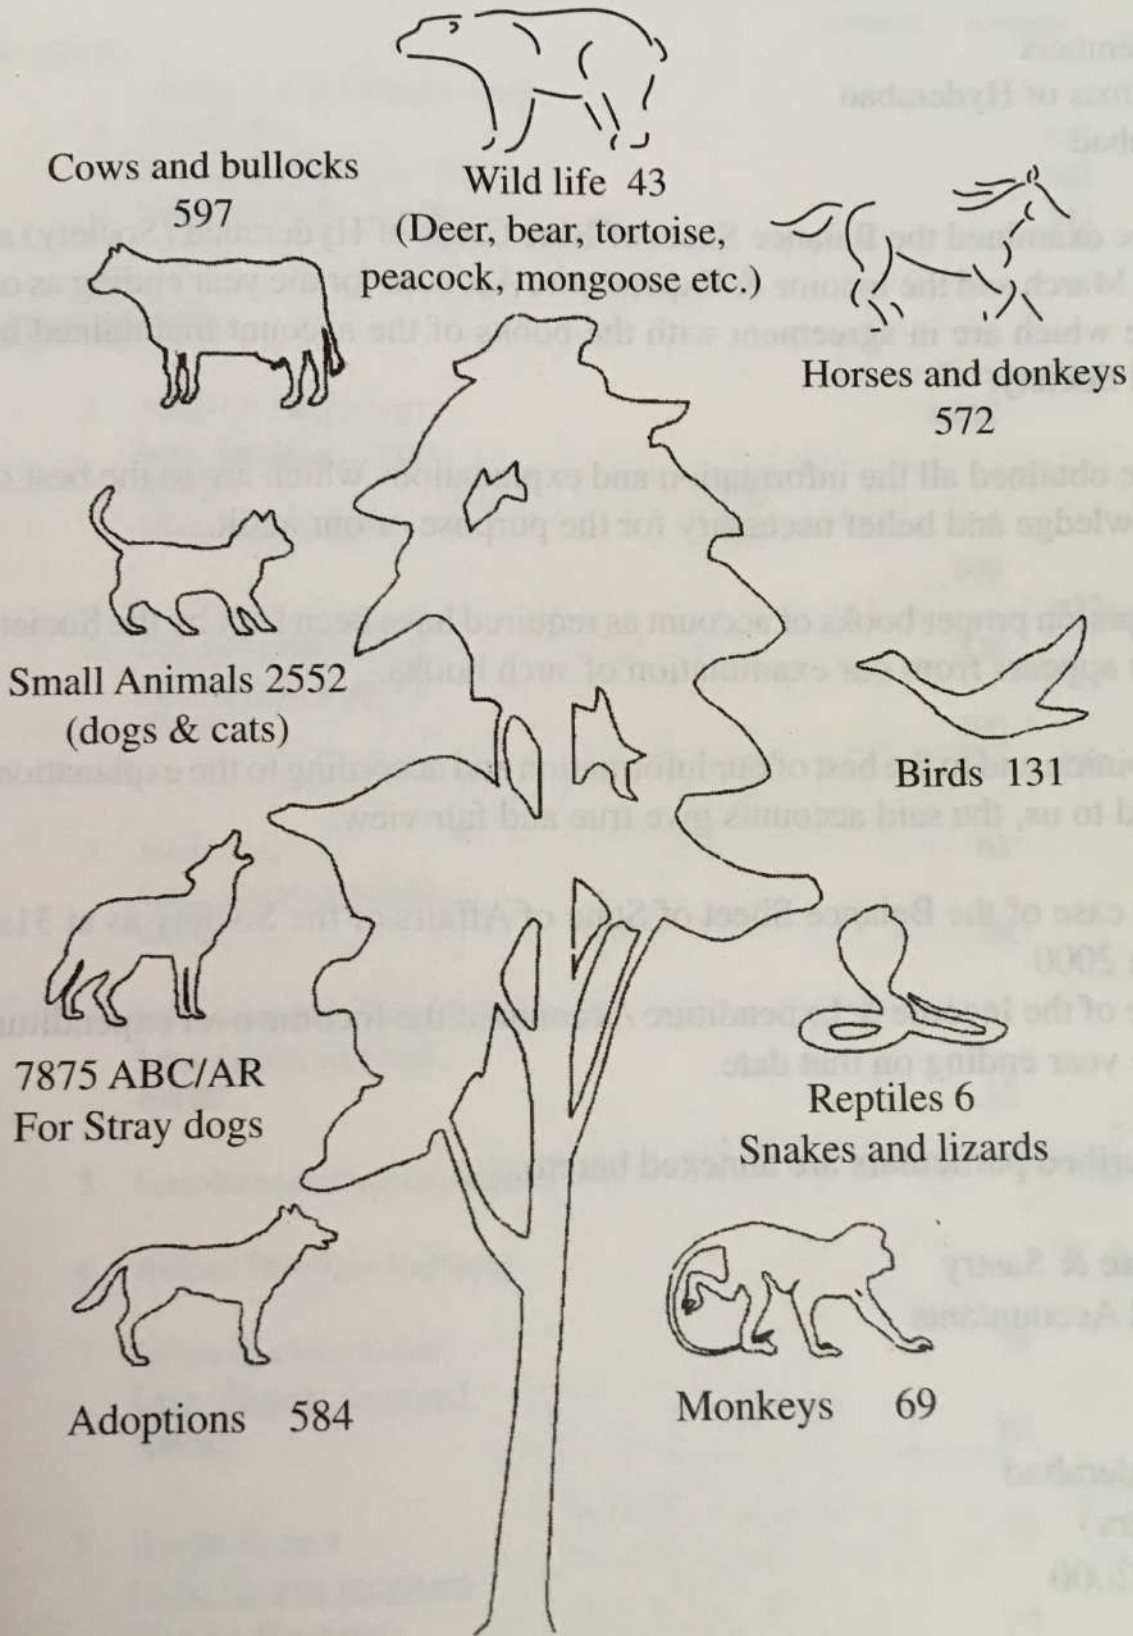 Cows and bullocks
597
Wild life 43
(Deer, bear, tortoise,
peacock, mongoose etc.)
Horses and donkeys
572
Small Animals 2552
(dogs & cats)
Birds 131
7875 ABC/AR
For Stray dogs
Reptiles 6
Snakes and lizards
Adoptions 584
Monkeys 69